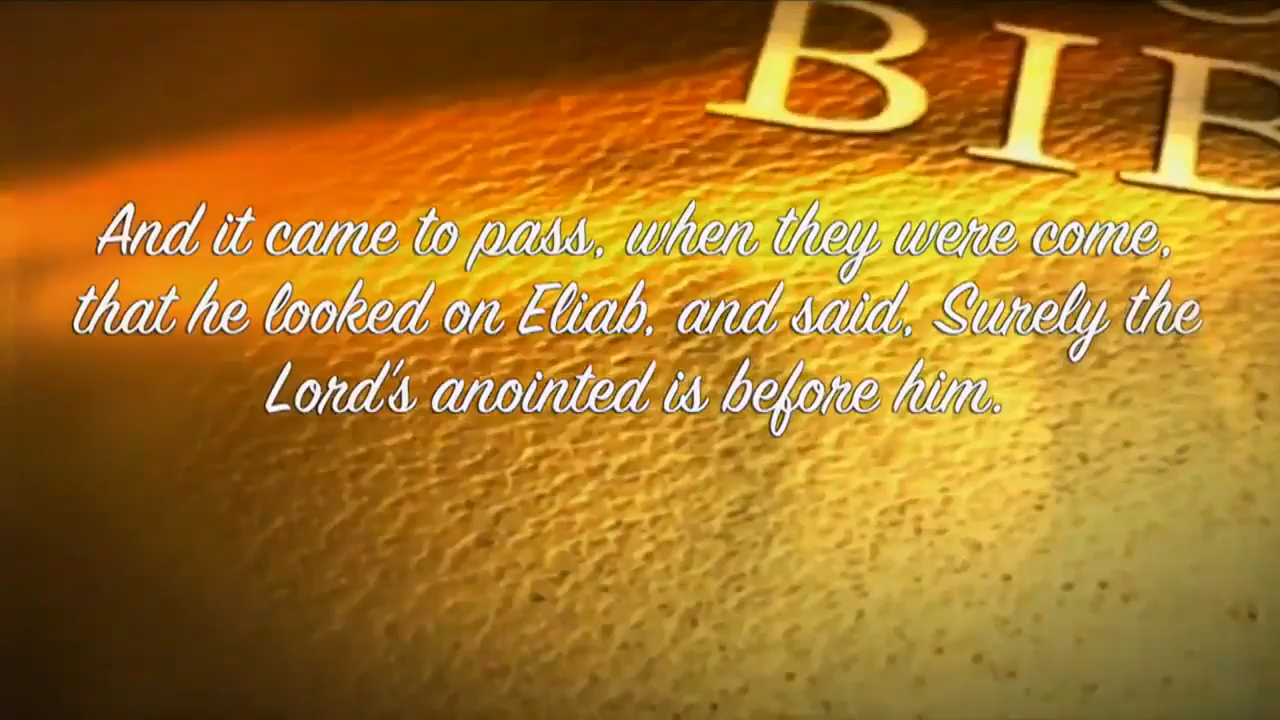 BIB
And it came to pass, when they were come,
that he looked on Eliab, and said, Surely the
Lord's anointed is before him.